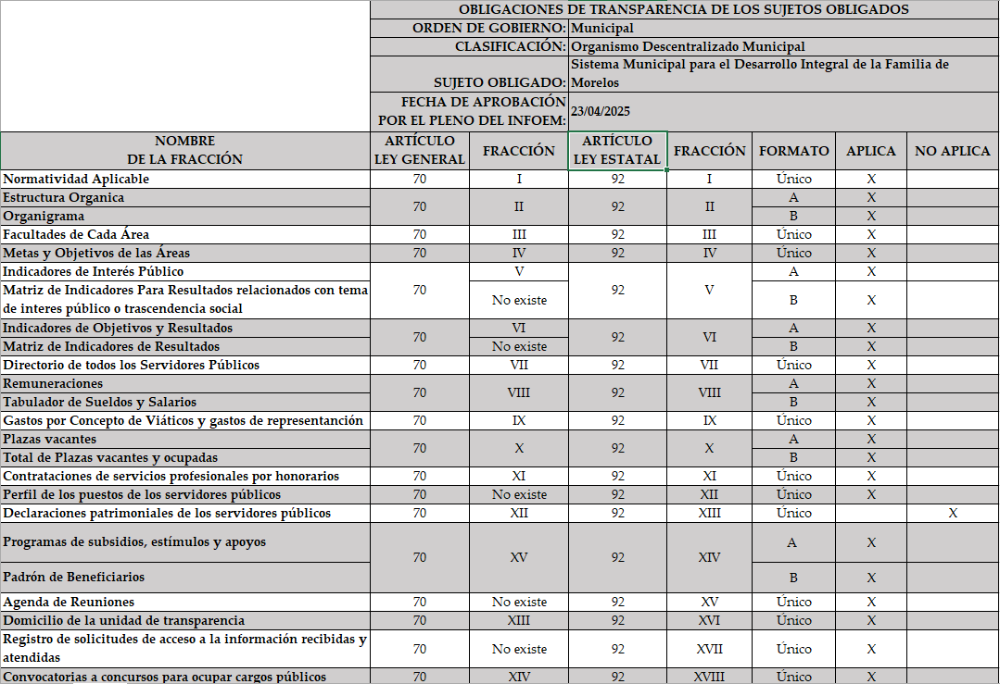 OBLIGACIONES DE TRANSPARENCIA DE LOS SUJETOS OBLIGADOS
ORDEN DE GOBIERNO: Municipal
CLASIFICACIÓN: Organismo Descentralizado Municipal
Sistema Municipal para el Desarrollo Integral de la Familia de
SUJETO OBLIGADO: Morelos
FECHA DE APROBACIÓN
POR EL PLENO DEL INFOEM: 23/04/2025
NOMBRE
DE LA FRACCIÓN
ARTÍCULO
LEY GENERAL
FRACCIÓN
ARTÍCULO
LEY ESTATAL
FRACCIÓN
FORMATO
APLICA
NO APLICA
Normatividad Aplicable 70 I 92 I Único X
Estructura Organica 70 II 92 II A X
Organigrama B X
Facultades de Cada Área 70 III 92 III Único X
Metas y Objetivos de las Áreas 70 IV 92 IV Único X
Indicadores de Interés Público 70 V 92 V A X
Matriz de Indicadores Para Resultados relacionados con tema
de interes público o trascendencia social No existe B X
Indicadores de Objetivos y Resultados 70 VI 92 VI A X
Matriz de Indicadores de Resultados No existe B X
Directorio de todos los Servidores Públicos 70 VII 92 VII Único X
Remuneraciones 70 VIII 92 VIII A X
Tabulador de Sueldos y Salarios B X
Gastos por Concepto de Viáticos y gastos de representanción 70 IX 92 IX Único X
Plazas vacantes 70 X 92 X A X
Total de Plazas vacantes y ocupadas B X
Contrataciones de servicios profesionales por honorarios 70 XI 92 XI Único X
Perfil de los puestos de los servidores públicos 70 No existe 92 XII Único X
Declaraciones patrimoniales de los servidores públicos 70 XII 92 XIII Único X
Programas de subsidios, estímulos y apoyos 70 XV 92 XIV A X
Padrón de Beneficiarios B X
Agenda de Reuniones 70 No existe 92 XV Único X
Domicilio de la unidad de transparencia 70 XIII 92 XVI Único X
Registro de solicitudes de acceso a la información recibidas y
atendidas 70 No existe 92 XVII Único X
Convocatorias a concursos para ocupar cargos públicos 70 XIV 92 XVIII Único X